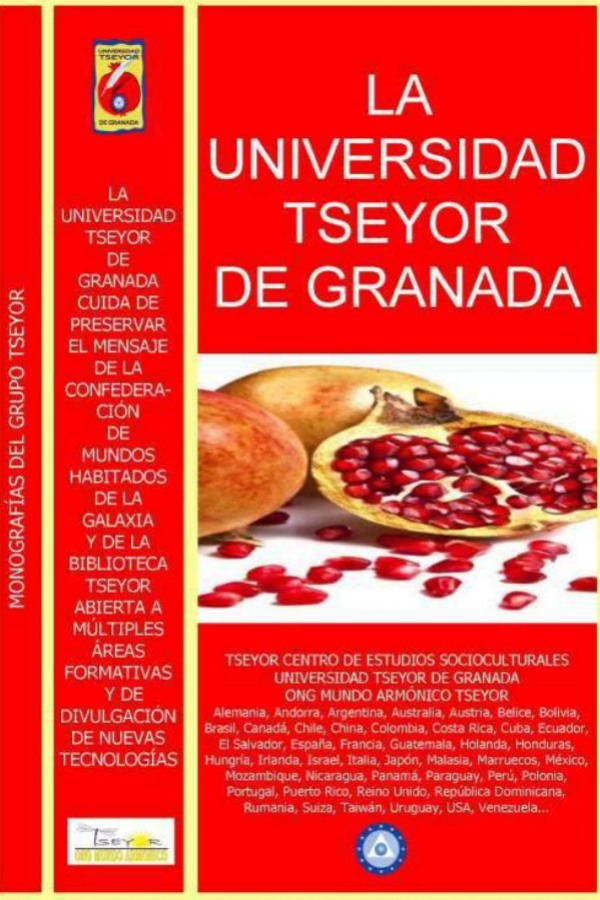 MONOGRAFÍAS DEL GRUPO TSEYOR
UNIVERSIDAD
TSEYOR
DE GRANADA
LA
UNIVERSIDAD
TSEYOR
DE
GRANADA
CUIDA DE
PRESERVAR
EL MENSAJE
DE LA
CONFEDERA-
CIÓN
DE
MUNDOS
HABITADOS
DE LA
GALAXIA
Y DE LA
BIBLIOTECA
TSEYOR
ABIERTA A
MÚLTIPLES
ÁREAS
FORMATIVAS
Y DE
DIVULGACIÓN
DE NUEVAS
TECNOLOGÍAS
TSEYOR
ONG MUNDO ARMÓNICO
LA
UNIVERSIDAD
TSEYOR
DE GRANADA
TSEYOR CENTRO DE ESTUDIOS SOCIOCULTURALES
UNIVERSIDAD TSEYOR DE GRANADA
ONG MUNDO ARMÓNICO TSEYOR
Alemania, Andorra, Argentina, Australia, Austria, Belice, Bolivia,
Brasil, Canadá, Chile, China, Colombia, Costa Rica, Cuba, Ecuador,
El Salvador, España, Francia, Guatemala, Holanda, Honduras,
Hungría, Irlanda, Israel, Italia, Japón, Malasia, Marruecos, México,
Mozambique, Nicaragua, Panamá, Paraguay, Perú, Polonia,
Portugal, Puerto Rico, Reino Unido, República Dominicana,
Rumania, Suiza, Taiwán, Uruguay, USA, Venezuela...